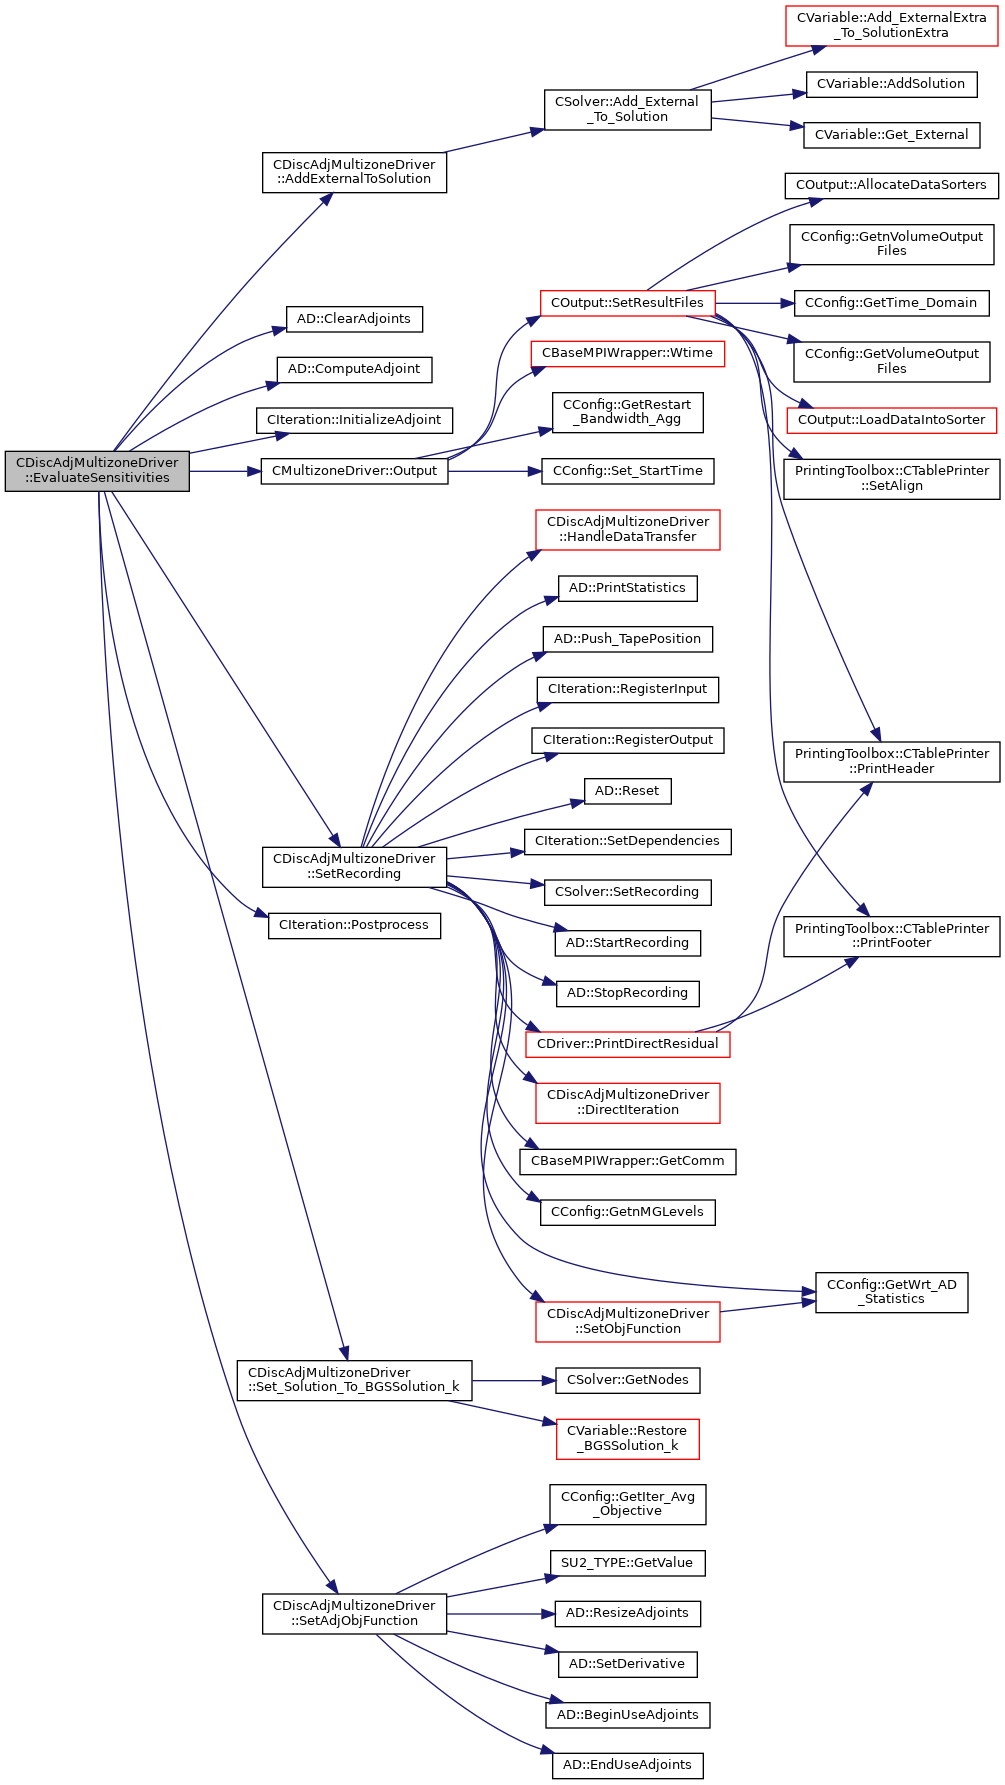 CVariable::Add_ExternalExtra
_To_SolutionExtra
CVariable::AddSolution
CSolver::Add_External
_To_Solution
CVariable::Get_External
CDiscAdjMultizoneDriver
::AddExternalToSolution
COutput::AllocateDataSorters
CConfig::GetnVolumeOutput
Files
COutput::SetResultFiles
CConfig::GetTime_Domain
AD::ClearAdjoints
CBaseMPIWrapper::Wtime
CConfig::GetVolumeOutput
Files
AD::ComputeAdjoint
CConfig::GetRestart
_Bandwidth_Agg
CIteration::InitializeAdjoint
COutput::LoadDataIntoSorter
CDiscAdjMultizoneDriver
::EvaluateSensitivities
CMultizoneDriver::Output
CConfig::Set_StartTime
PrintingToolbox::CTablePrinter
::SetAlign
CDiscAdjMultizoneDriver
::HandleDataTransfer
AD::PrintStatistics
AD::Push_TapePosition
CIteration::RegisterInput
CIteration::RegisterOutput
PrintingToolbox::CTablePrinter
::PrintHeader
AD::Reset
CIteration::SetDependencies
CDiscAdjMultizoneDriver
::SetRecording
CSolver::SetRecording
CIteration::Postprocess
AD::StartRecording
PrintingToolbox::CTablePrinter
::PrintFooter
AD::StopRecording
CDriver::PrintDirectResidual
CDiscAdjMultizoneDriver
::DirectIteration
CBaseMPIWrapper::GetComm
CConfig::GetnMGLevels
CConfig::GetWrt_AD
_Statistics
CDiscAdjMultizoneDriver
::SetObjFunction
CDiscAdjMultizoneDriver
::Set_Solution_To_BGSSolution_k
CSolver::GetNodes
CVariable::Restore
_BGSSolution_k
CConfig::GetIter_Avg
_Objective
SU2_TYPE::GetValue
CDiscAdjMultizoneDriver
::SetAdjObjFunction
AD::ResizeAdjoints
AD::SetDerivative
AD::BeginUseAdjoints
AD::EndUseAdjoints